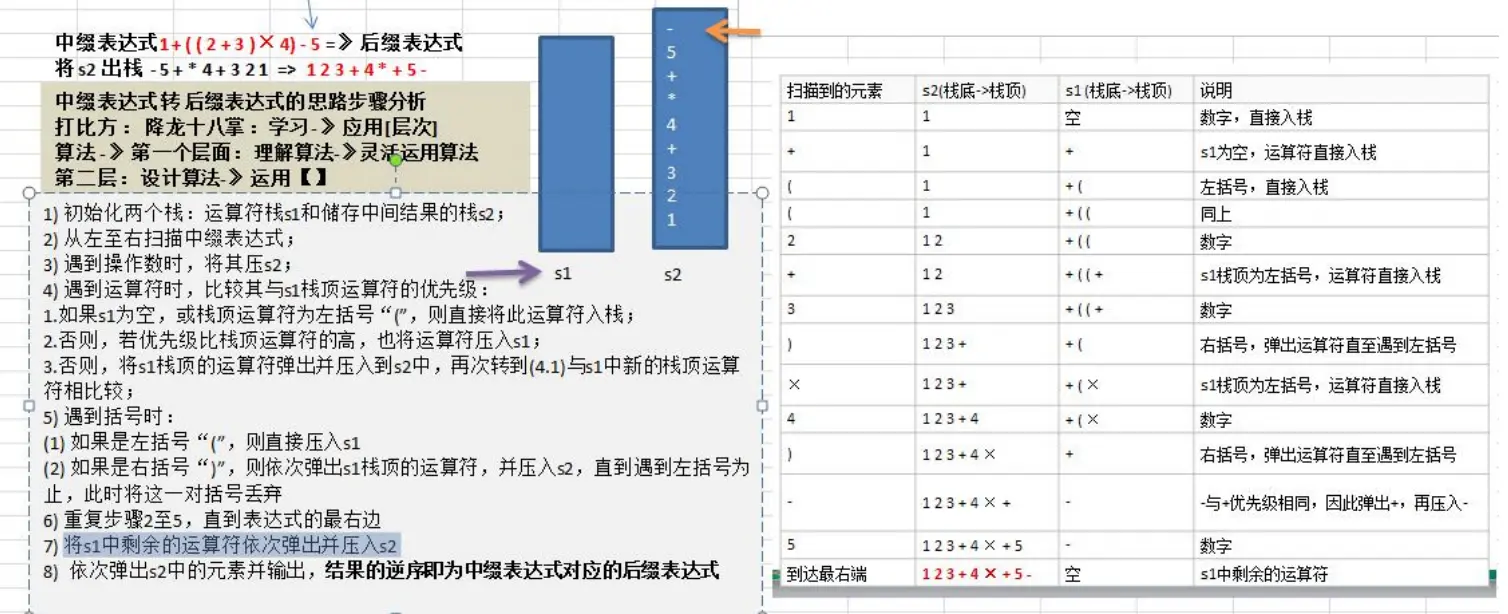 中缀表达式1+((2+3)×4)-5=》后缀表达式
将s2出栈 -5+*4+321 => 123+4*+5-
中缀表达式转后缀表达式的思路步骤分析
打比方：降龙十八掌：学习-》应用[层次]
算法-》第一个层面：理解算法-》灵活运用算法
第二层：设计算法-》运用【】
1) 初始化两个栈：运算符栈s1和储存中间结果的栈s2；
2) 从左至右扫描中缀表达式；
3) 遇到操作数时，将其压s2；
4) 遇到运算符时，比较其与s1栈顶运算符的优先级：
1.如果s1为空，或栈顶运算符为左括号“(”，则直接将此运算符入栈；
2.否则，若优先级比栈顶运算符的高，也将运算符压入s1；
3.否则，将s1栈顶的运算符弹出并压入到s2中，再次转到(4.1)与s1中新的栈顶运算
符相比较；
5) 遇到括号时：
(1) 如果是左括号“(”，则直接压入s1
(2) 如果是右括号“)”，则依次弹出s1栈顶的运算符，并压入s2，直到遇到左括号为
止，此时将这一对括号丢弃
6) 重复步骤2至5，直到表达式的最右边
7) 将s1中剩余的运算符依次弹出并压入s2
8) 依次弹出s2中的元素并输出，结果的逆序即为中缀表达式对应的后缀表达式
s1
-
5
+
*
4
+
3
2
1
s2
扫描到的元素 s2(栈底->栈顶) s1(栈底->栈顶) 说明
1 1 空 数字，直接入栈
+ 1 + s1为空，运算符直接入栈
( 1 +( 左括号，直接入栈
( 1 +(( 同上
2 1 2 +(( 数字
+ 1 2 +((+ s1栈顶为左括号，运算符直接入栈
3 1 2 3 +((+ 数字
) 1 2 3 + +( 右括号，弹出运算符直至遇到左括号
× 1 2 3 + +(× s1栈顶为左括号，运算符直接入栈
4 1 2 3 + 4 +(× 数字
) 1 2 3 + 4 × + 右括号，弹出运算符直至遇到左括号
- 1 2 3 + 4 × + - -与+优先级相同，因此弹出+，再压入-
5 1 2 3 + 4 × + 5 - 数字
到达最右端 1 2 3 + 4 × + 5 - 空 s1中剩余的运算符